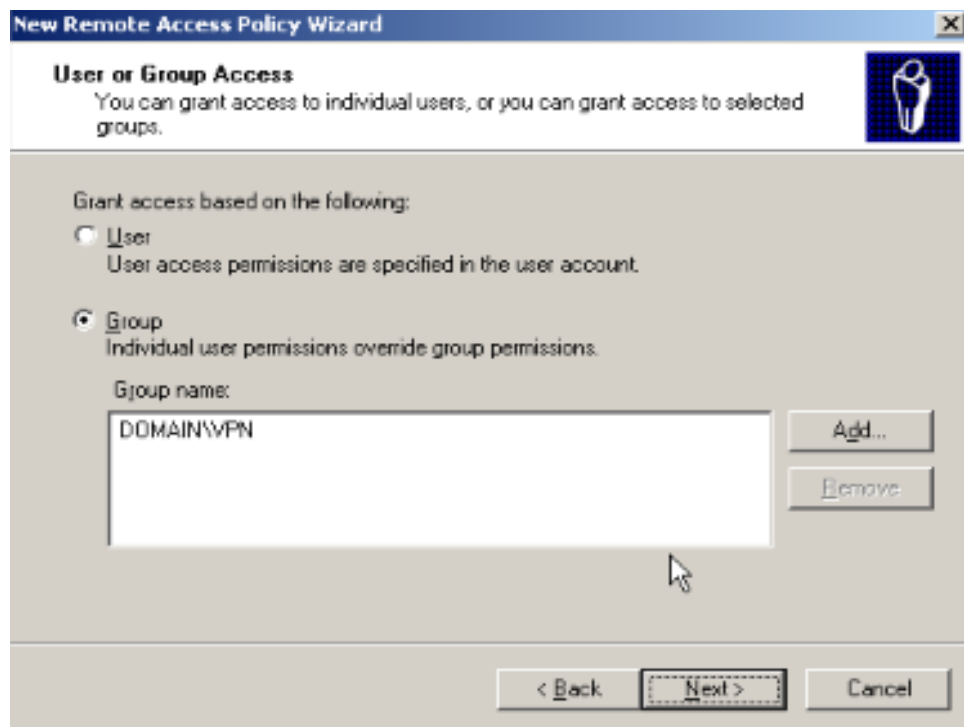 New Remote Access Policy Wizard
User or Group Access
You can grant access to individual users, or you can grant access to selected
groups.
Grant access based on the following:
User
User access permissions are specified in the user account.
Group
Individual user permissions override group permissions.
Group name:
DOMAIN\VPN
Add...
Remove
< Back
Next >
Cancel